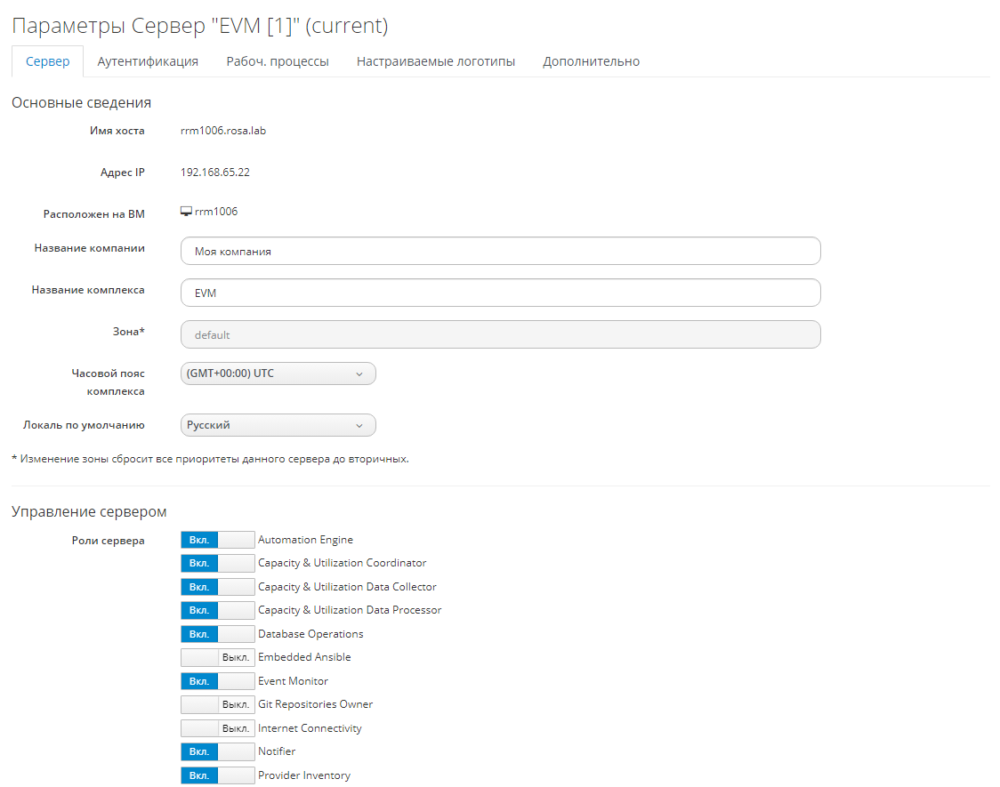 Параметры Сервер "EVM [1]" (current)
Сервер Аутентификация Рабоч. процессы Настраиваемые логотипы Дополнительно
Основные сведения
Имя хоста rrm1006.rosa.lab
Адрес IP 192.168.65.22
Расположен на ВМ rrm1006
Название компании Моя компания
Название комплекса EVM
Зона* default
Часовой пояс комплекса (GMT+00:00) UTC
Локаль по умолчанию Русский
* Изменение зоны сбросит все приоритеты данного сервера до вторичных.
Управление сервером
Роли сервера Вкл. Automation Engine
Вкл. Capacity & Utilization Coordinator
Вкл. Capacity & Utilization Data Collector
Вкл. Capacity & Utilization Data Processor
Вкл. Database Operations
Выкл. Embedded Ansible
Вкл. Event Monitor
Выкл. Git Repositories Owner
Выкл. Internet Connectivity
Вкл. Notifier
Вкл. Provider Inventory